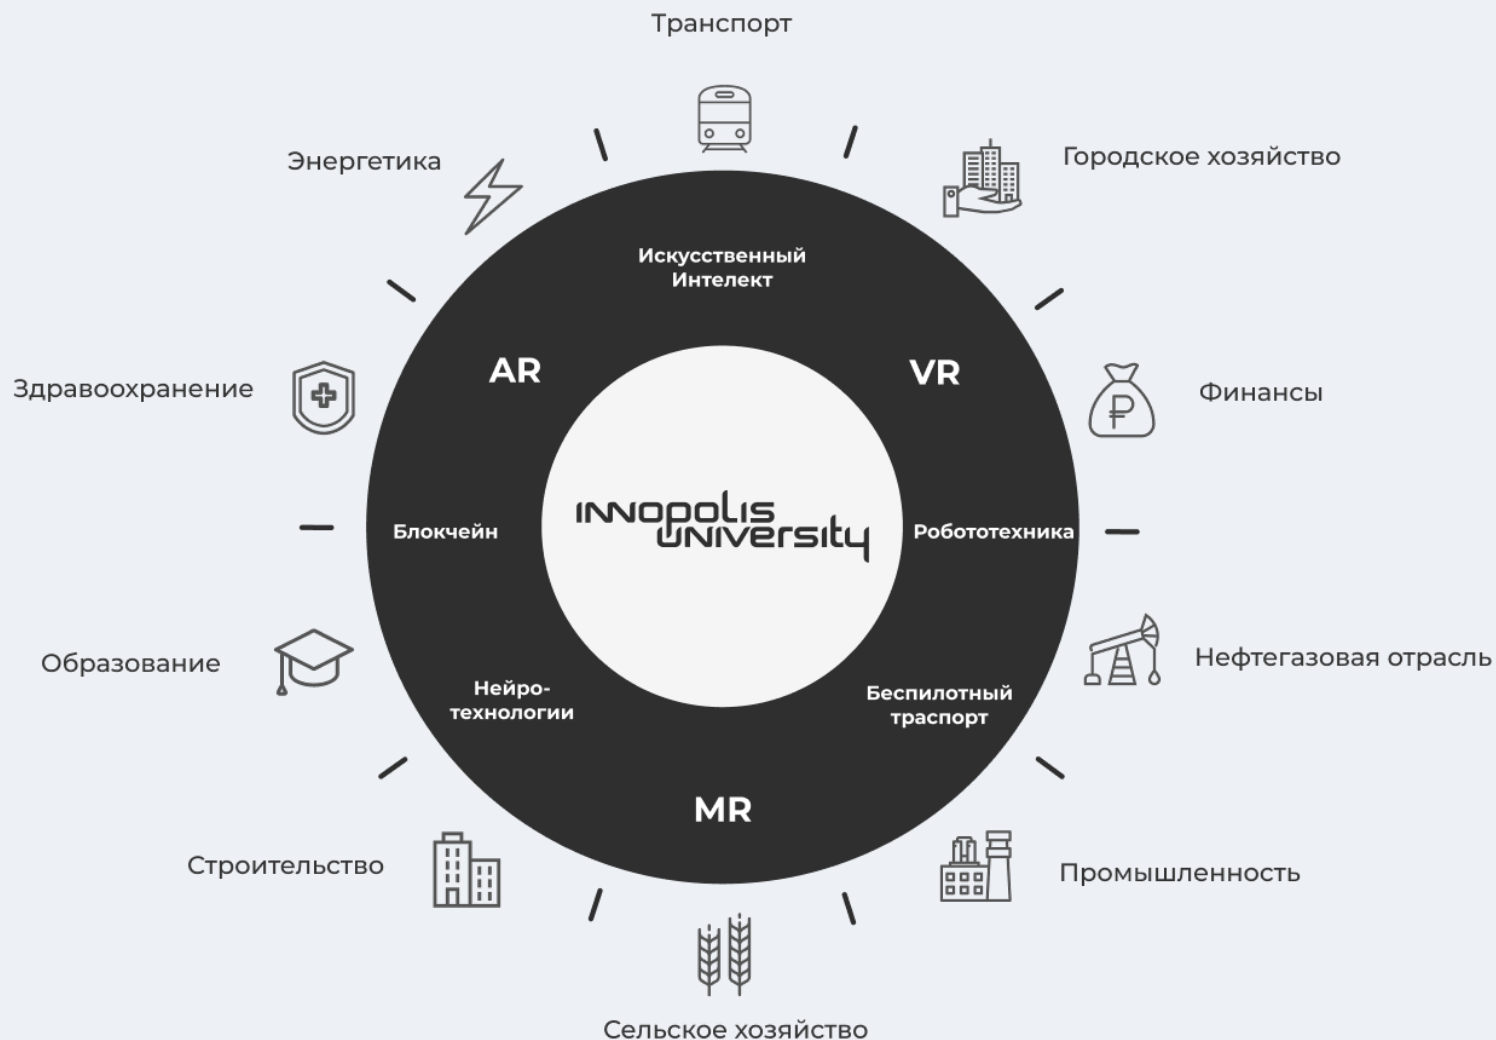 Транспорт
Энергетика
Городское хозяйство
Искусственный
Интелект
AR
VR
Здравоохранение
Финансы
INNOPOLIS
UNIVERSITY
Блокчейн
Робототехника
Образование
Нефтегазовая отрасль
Нейро-
технологии
Беспилотный
траспорт
MR
Строительство
Промышленность
Сельское хозяйство